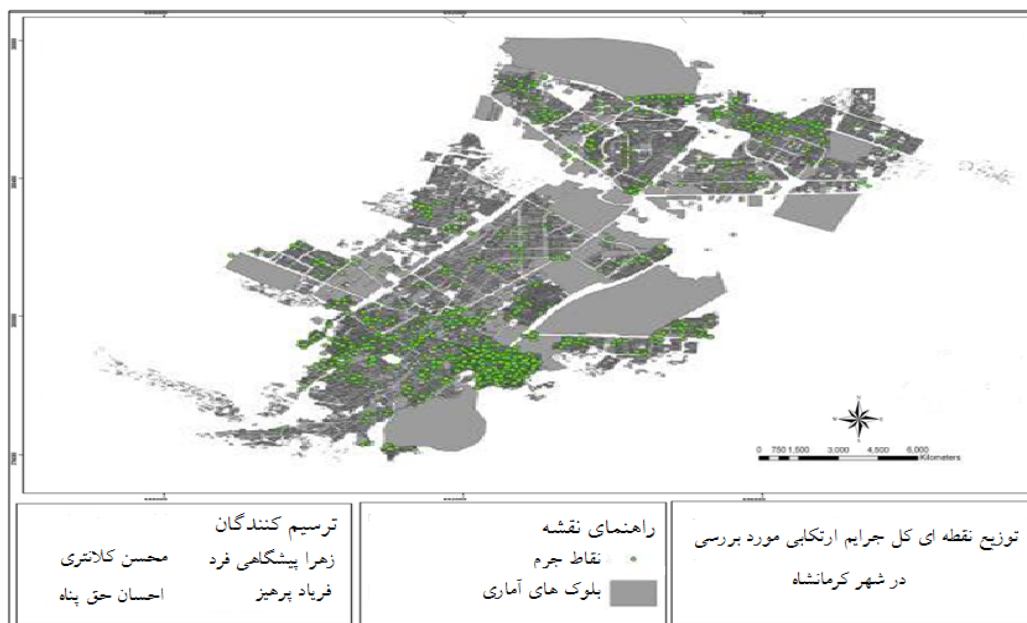 0 750 1,500 3,000 4,500 6,000
Kilometers
توزیع نقطه ای کل جرایم ارتکابی مورد بررسی
در شهر کرمانشاه
راهنمای نقشه
نقاط جرم
بلوک های آماری
ترسیم کنندگان
زهرا پیشگاهی فرد محسن کلانتری
فریاد پرهیز احسان حق پناه